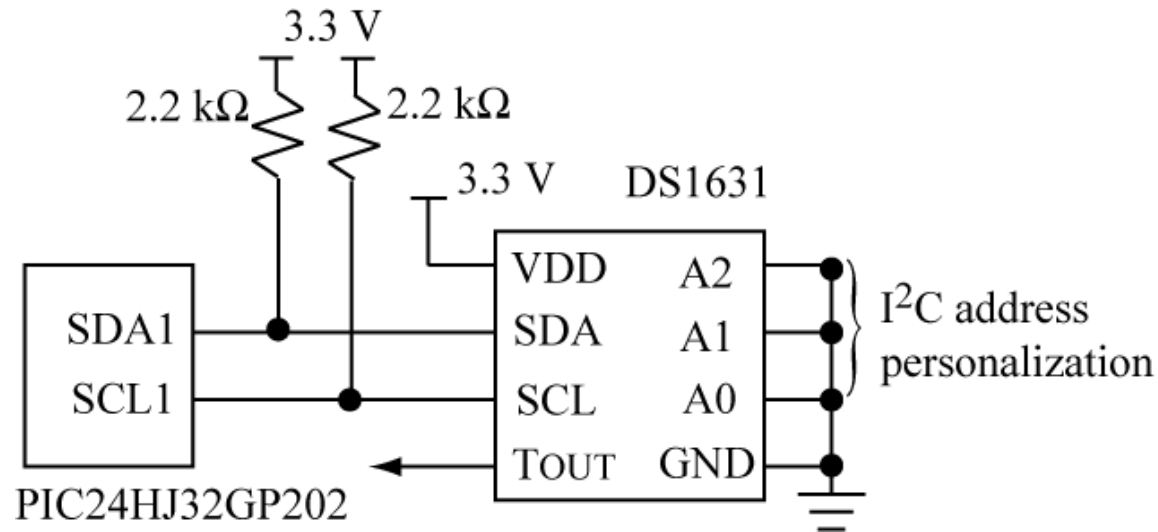 3.3 V
2.2 kΩ
2.2 kΩ
3.3 V
DS1631
VDD
A2
SDA1
SDA
A1
I²C address
personalization
SCL1
SCL
A0
TOUT
GND
PIC24HJ32GP202